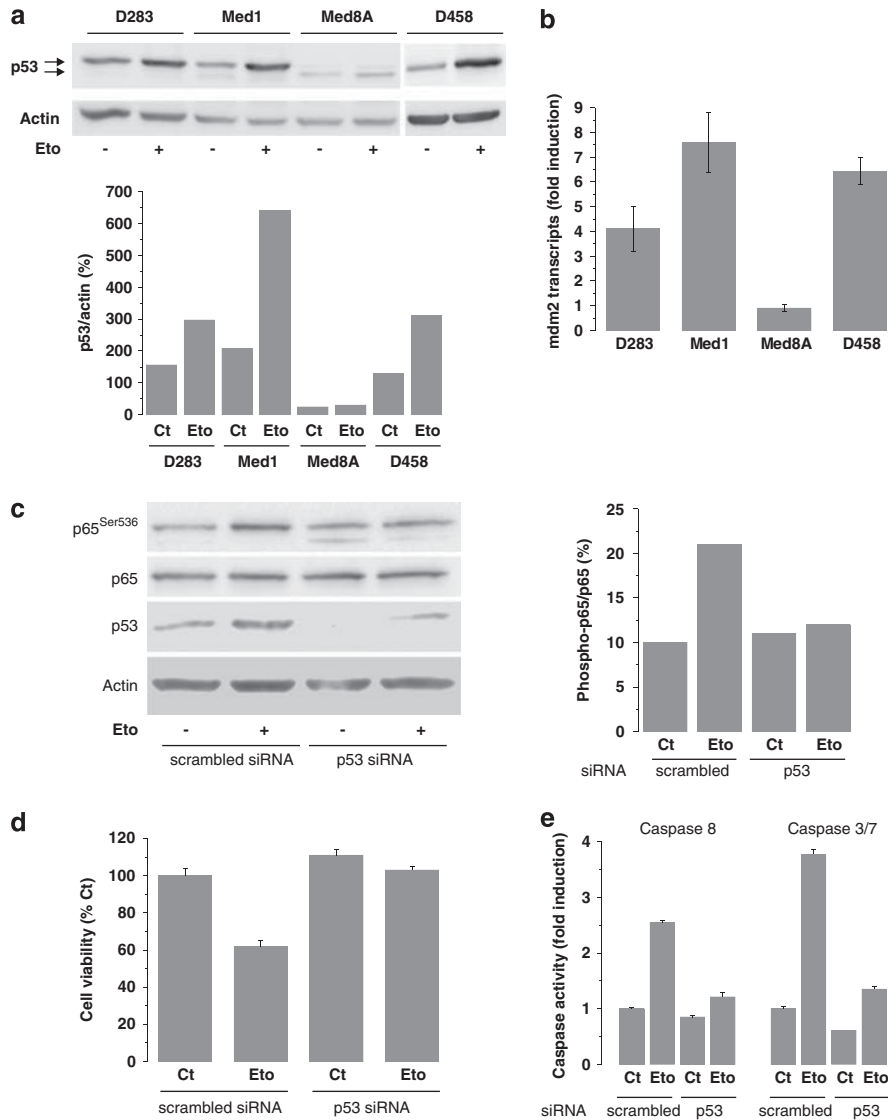 a
D283 Med1 Med8A D458
p53
Actin
Eto - + - + - + - +
p53/actin (%)
700
600
500
400
300
200
100
0
Ct Eto Ct Eto Ct Eto Ct Eto
D283 Med1 Med8A D458
b
mdm2 transcripts (fold induction)
9
8
7
6
5
4
3
2
1
0
D283 Med1 Med8A D458
c
p65Ser536
p65
p53
Actin
Eto - + - +
scrambled siRNA p53 siRNA
Phospho-p65/p65 (%)
25
20
15
10
5
0
Ct Eto Ct Eto
siRNA scrambled p53
d
Cell viability (% Ct)
120
100
80
60
40
20
0
Ct Eto Ct Eto
scrambled siRNA p53 siRNA
e
Caspase 8 Caspase 3/7
Caspase activity (fold induction)
4
3
2
1
0
Ct Eto Ct Eto Ct Eto Ct Eto
siRNA scrambled p53 scrambled p53